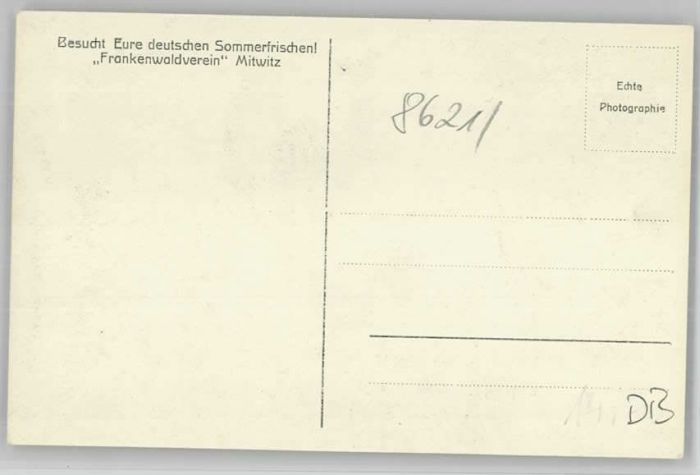 Besucht Eure deutschen Sommerfrischen!
„Frankenwaldverein“ Mitwitz
8621/
Echte
Photographie
DB